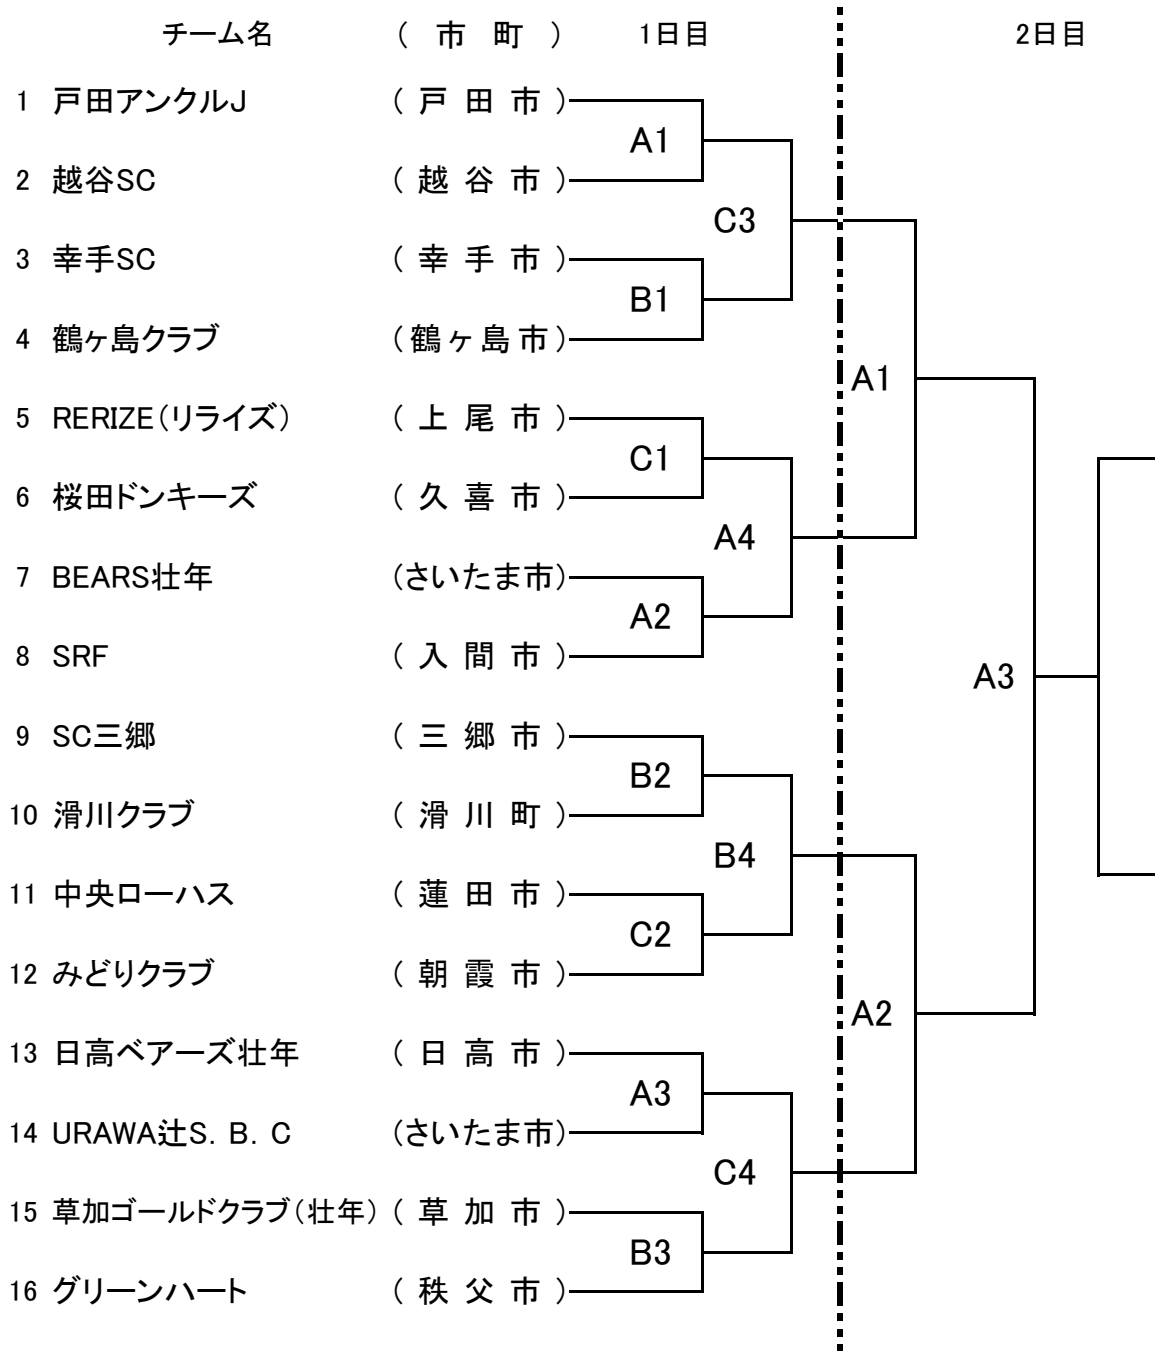 チーム名 ( 市 町 ) 1日目 2日目
1 戸田アンクルJ ( 戸 田 市 )
A1
2 越谷SC ( 越 谷 市 )
C3
3 幸手SC ( 幸 手 市 )
B1
4 鶴ヶ島クラブ ( 鶴 ヶ 島 市 )
A1
5 RERIZE(リライズ) ( 上 尾 市 )
C1
6 桜田ドンキーズ ( 久 喜 市 )
A4
7 BEARS壮年 (さいたま市)
A2
8 SRF ( 入 間 市 )
A3
9 SC三郷 ( 三 郷 市 )
B2
10 滑川クラブ ( 滑 川 町 )
B4
11 中央ローハス ( 蓮 田 市 )
C2
12 みどりクラブ ( 朝 霞 市 )
A2
13 日高ベアーズ壮年 ( 日 高 市 )
A3
14 URAWA辻S. B. C (さいたま市)
C4
15 草加ゴールドクラブ(壮年) ( 草 加 市 )
B3
16 グリーンハート ( 秩 父 市 )